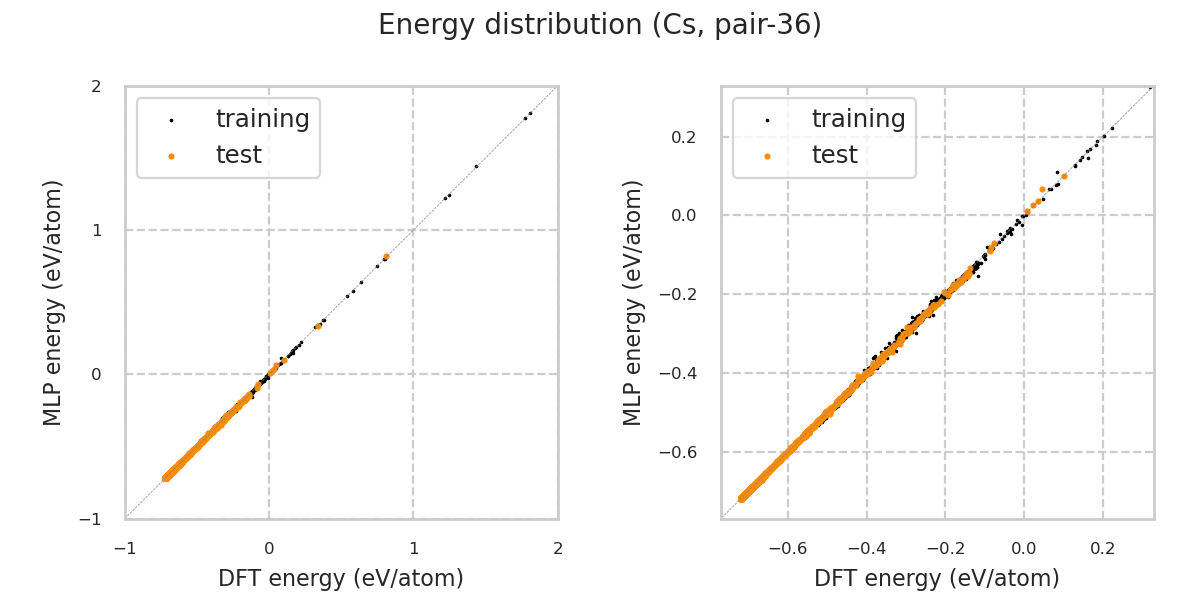 Energy distribution (Cs, pair-36)
training
test
2
1
0
−1
−1
0
1
2
MLP energy (eV/atom)
DFT energy (eV/atom)
training
test
0.2
0.0
−0.2
−0.4
−0.6
−0.6
−0.4
−0.2
0.0
0.2
MLP energy (eV/atom)
DFT energy (eV/atom)